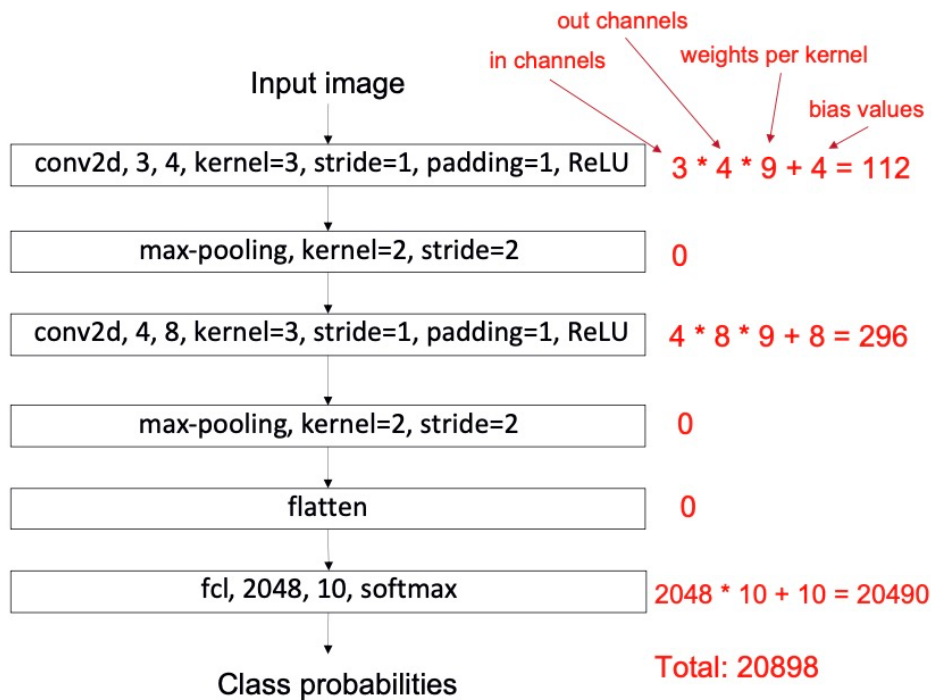 out channels
in channels
weights per kernel
Input image
bias values
conv2d, 3, 4, kernel=3, stride=1, padding=1, ReLU
3 * 4 * 9 + 4 = 112
max-pooling, kernel=2, stride=2
0
conv2d, 4, 8, kernel=3, stride=1, padding=1, ReLU
4 * 8 * 9 + 8 = 296
max-pooling, kernel=2, stride=2
0
flatten
0
fcl, 2048, 10, softmax
2048 * 10 + 10 = 20490
Total: 20898
Class probabilities